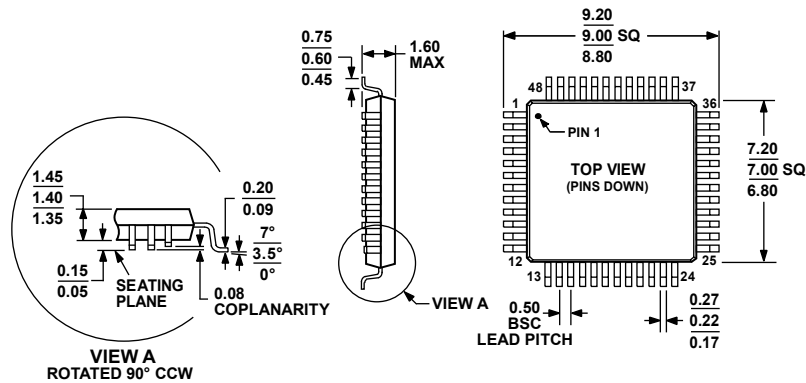 0.75
0.60
0.45
1.60
MAX
9.20
9.00 SQ
8.80
48
37
1
36
PIN 1
TOP VIEW
(PINS DOWN)
7.20
7.00 SQ
6.80
12
25
13
24
1.45
1.40
1.35
0.20
0.09
7°
3.5°
0°
0.15
0.05
SEATING
PLANE
0.08
COPLANARITY
VIEW A
0.50
BSC
LEAD PITCH
0.27
0.22
0.17
VIEW A
ROTATED 90° CCW